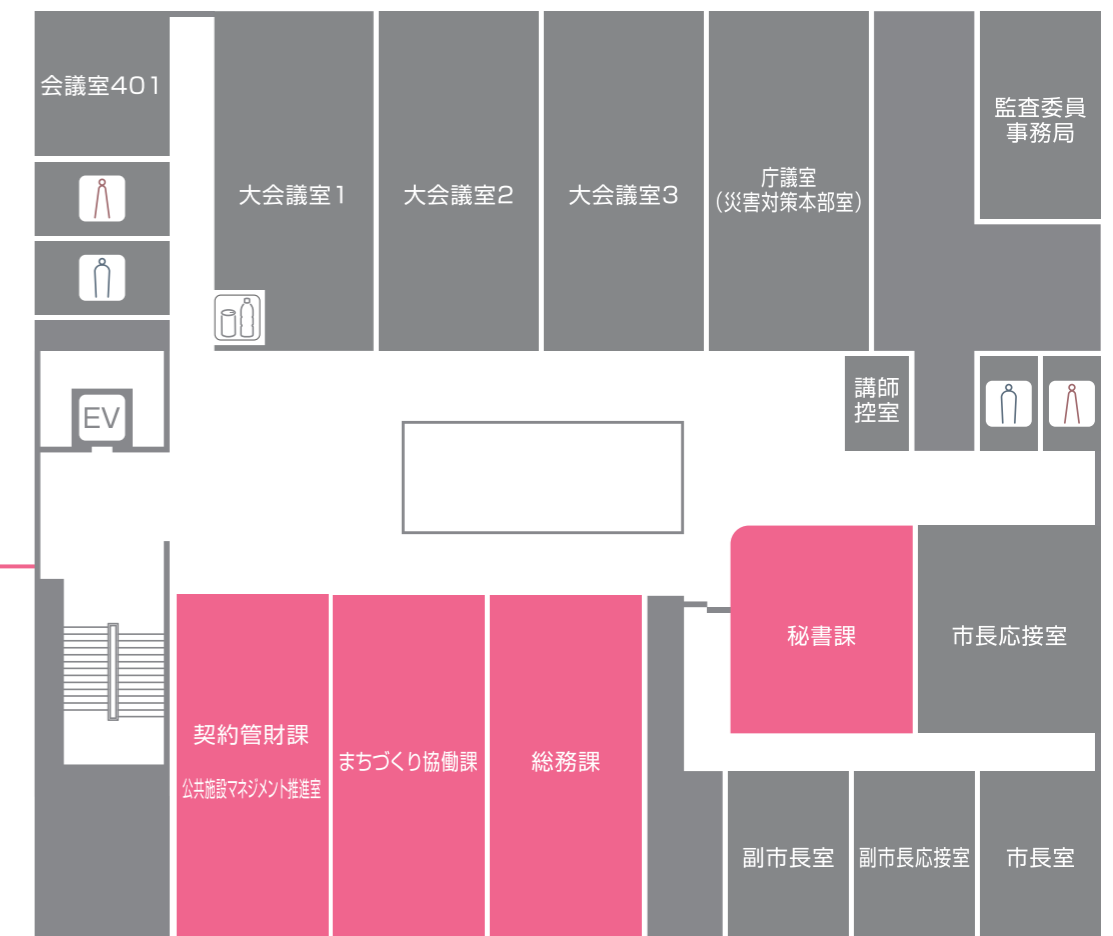 会議室401
大会議室1
大会議室2
大会議室3
庁議室
(災害対策本部室)
監査委員
事務局
EV
講師
控室
秘書課
市長応接室
契約管財課
公共施設マネジメント推進室
まちづくり協働課
総務課
副市長室
副市長応接室
市長室